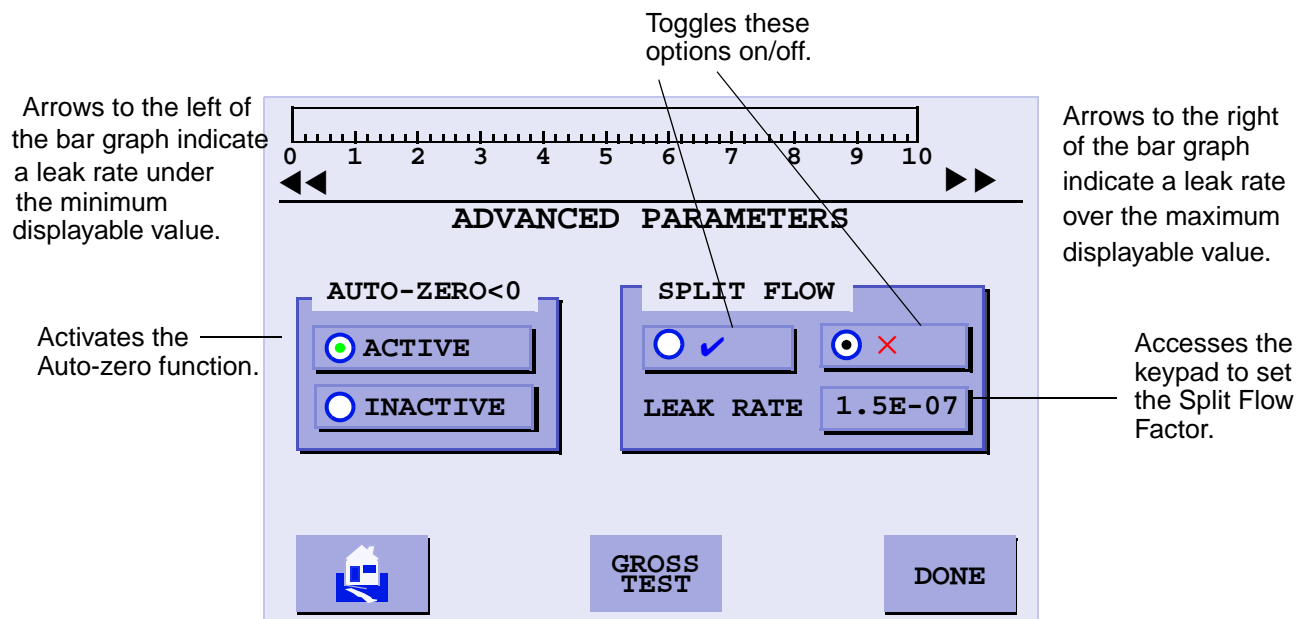 Toggles these
options on/off.
Arrows to the left of
the bar graph indicate
a leak rate under
the minimum
displayable value.
0 1 2 3 4 5 6 7 8 9 10
Arrows to the right
of the bar graph
indicate a leak rate
over the maximum
displayable value.
ADVANCED PARAMETERS
AUTO-ZERO<0
ACTIVE
INACTIVE
Activates the
Auto-zero function.
SPLIT FLOW
✔ ×
LEAK RATE 1.5E-07
Accesses the
keypad to set
the Split Flow
Factor.
GROSS
TEST
DONE